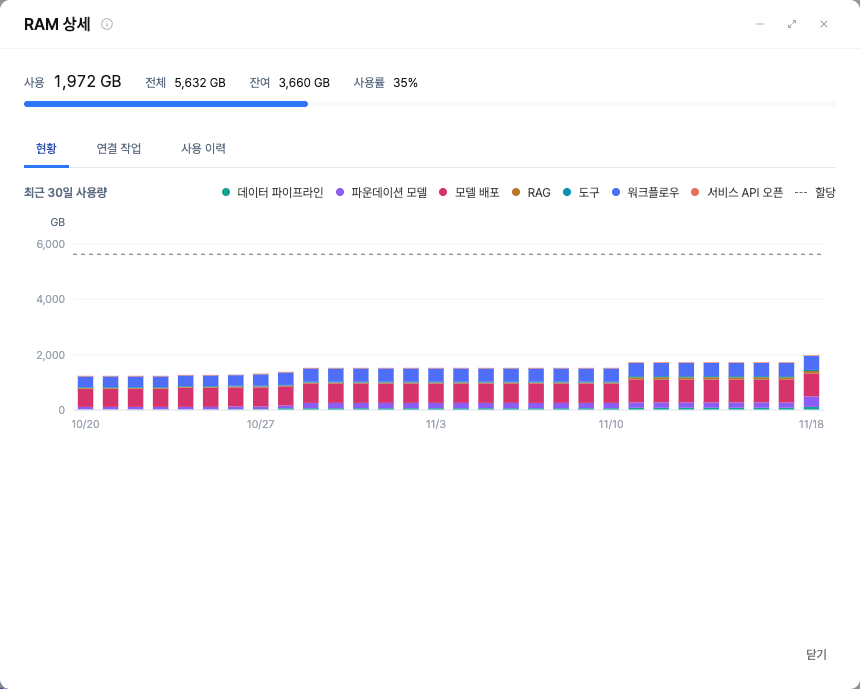 RAM 상세
사용 1,972 GB 전체 5,632 GB 잔여 3,660 GB 사용률 35%
현황 연결 작업 사용 이력
최근 30일 사용량 데이터 파이프라인 파운데이션 모델 모델 배포 RAG 도구 워크플로우 서비스 API 오픈 할당
GB
6,000
4,000
2,000
0
10/20 10/27 11/3 11/10 11/18
닫기